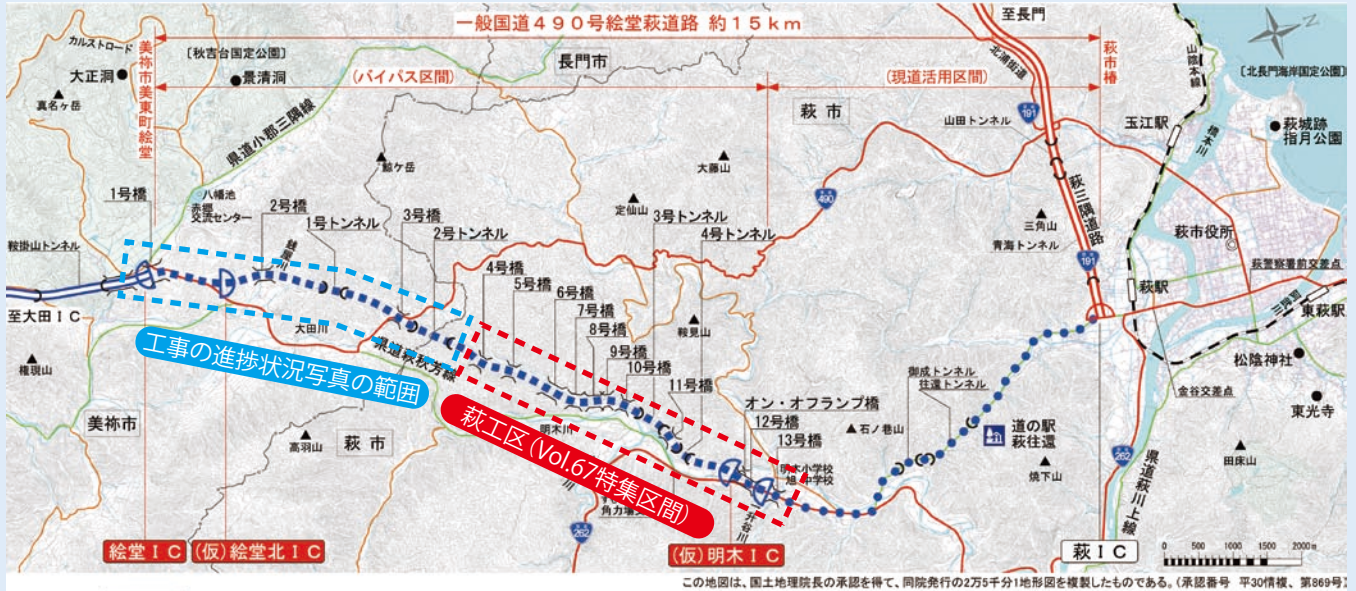 一般国道490号絵堂萩道路 約15km
至長門
カルストロード
〔秋吉台国定公園〕
長門市
北浦街道
萩市椿
山陰本線
N
〔北長門海岸国定公園〕
大正洞
景清洞
(バイパス区間)
(現道活用区間)
真名ヶ岳
美祢市美東町絵堂
県道小郡三隅線
萩市
191
山田トンネル
玉江駅
橋本川
萩城跡
指月公園
鯨ケ岳
大藤山
1号橋
八幡池
赤郷
交流センター
2号橋
1号トンネル
3号橋
2号トンネル
定仙山
3号トンネル
4号トンネル
490
三角山
萩三隅道路
萩市役所
鞍掛山トンネル
4号橋
5号橋
6号橋
7号橋
8号橋
9号橋
10号橋
11号橋
青海トンネル
191
萩警察署前交差点
萩駅
東萩駅
至大田IC
大田川
鞍見山
県道萩秋芳線
工事の進捗状況写真の範囲
権現山
御成トンネル
往還トンネル
松陰神社
金谷交差点
オン・オフランプ橋
12号橋
13号橋
石ノ巷山
道の駅
萩往還
東光寺
美祢市
高羽山
萩市
明木川
萩工区(Vol.67特集区間)
明木小学校
旭 中学校
焼下山
262
県道萩川上線
田床山
角力場
262
絵堂IC
(仮)絵堂北IC
(仮)明木IC
萩IC
0 500 1000 1500 2000m
この地図は、国土地理院長の承認を得て、同院発行の2万5千分1地形図を複製したものである。(承認番号 平30情複、第869号)